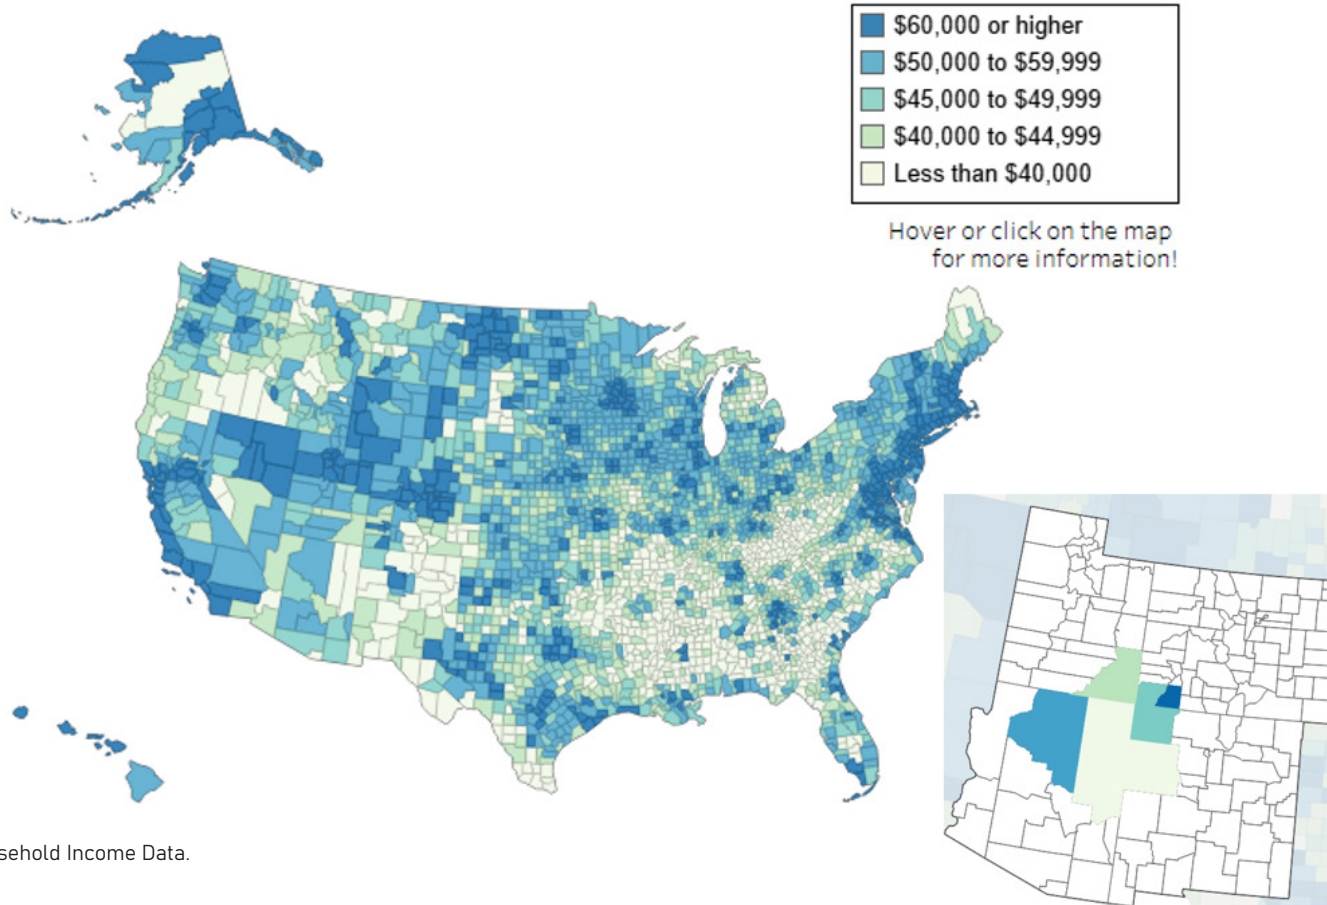 $60,000 or higher
$50,000 to $59,999
$45,000 to $49,999
$40,000 to $44,999
Less than $40,000
Hover or click on the map
for more information!
sehold Income Data.